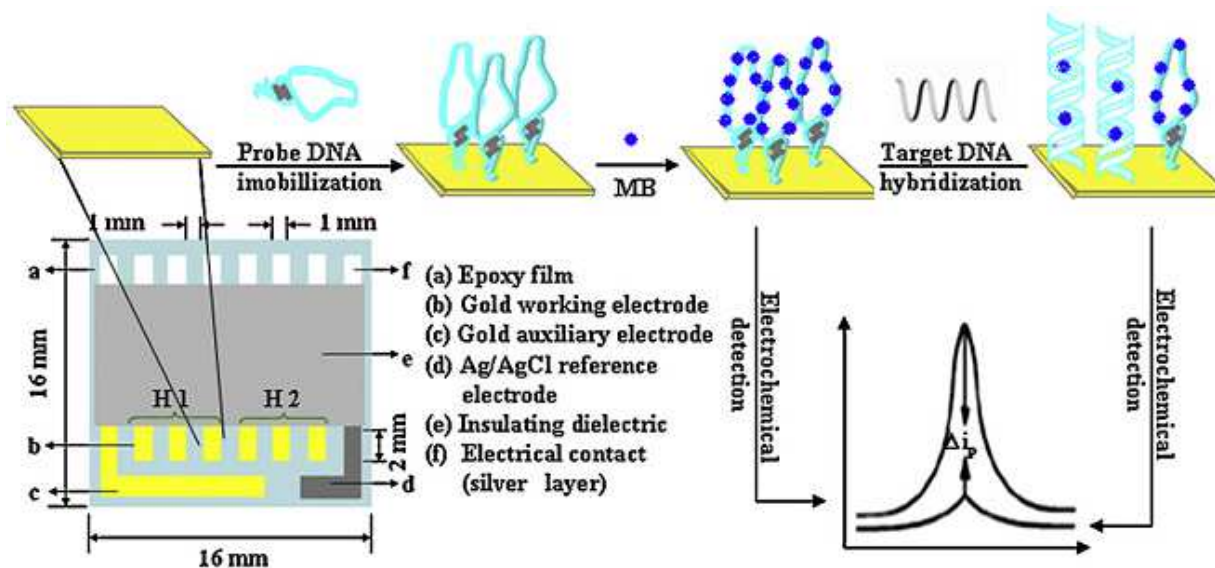 Probe DNA
imobillization
MB
Target DNA
hybridization
1 mm
1 mm
a
f
16 mm
e
H 1
H 2
b
2 mm
c
d
16 mm
(a) Epoxy film
(b) Gold working electrode
(c) Gold auxiliary electrode
(d) Ag/AgCl reference
electrode
(e) Insulating dielectric
(f) Electrical contact
(silver layer)
Electrochemical
detection
Δiₚ
Electrochemical
detection